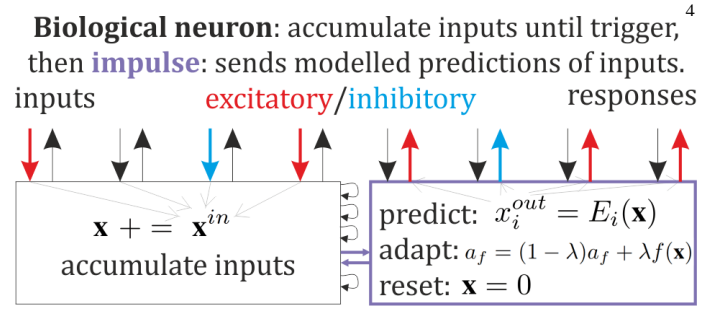 4
Biological neuron: accumulate inputs until trigger,
then impulse: sends modelled predictions of inputs.
inputs excitatory/inhibitory responses
x += x^{in}
accumulate inputs
predict: x_i^{out} = E_i(x)
adapt: a_f = (1 − λ)a_f + λf(x)
reset: x = 0